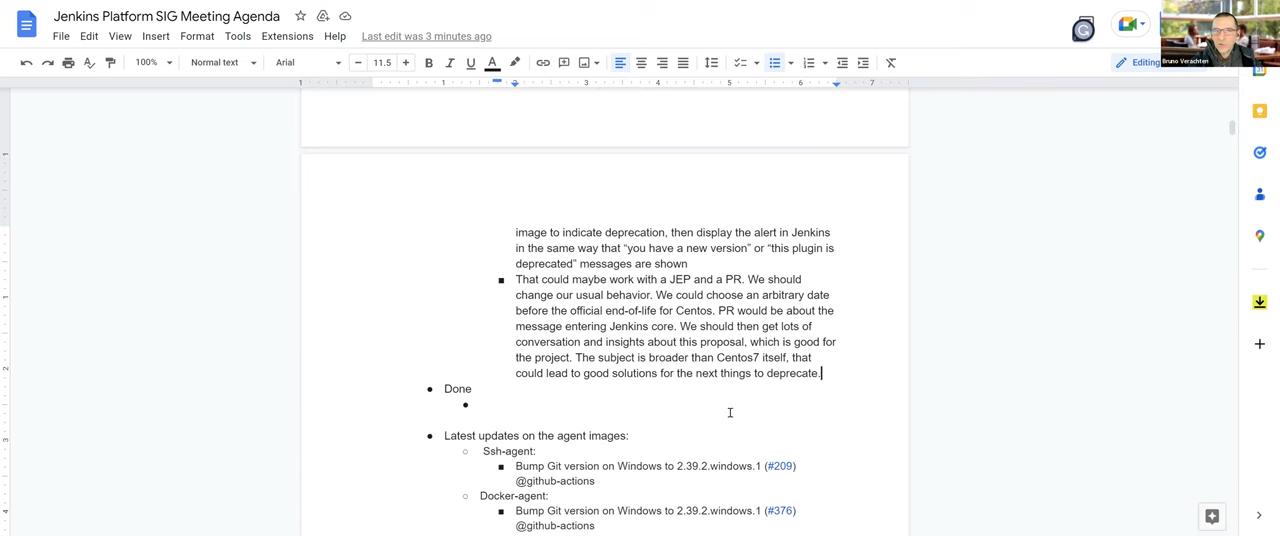 Jenkins Platform SIG Meeting Agenda
File Edit View Insert Format Tools Extensions Help Last edit was 3 minutes ago
100% Normal text Arial 11.5 B I U A Editing
Bruno Verachten
1 1 2 3 4 5 6 7
image to indicate deprecation, then display the alert in Jenkins
in the same way that “you have a new version” or “this plugin is
deprecated” messages are shown
■ That could maybe work with a JEP and a PR. We should
change our usual behavior. We could choose an arbitrary date
before the official end-of-life for Centos. PR would be about the
message entering Jenkins core. We should then get lots of
conversation and insights about this proposal, which is good for
the project. The subject is broader than Centos7 itself, that
could lead to good solutions for the next things to deprecate.
● Done
●
● Latest updates on the agent images:
○ Ssh-agent:
■ Bump Git version on Windows to 2.39.2.windows.1 (#209)
@github-actions
○ Docker-agent:
■ Bump Git version on Windows to 2.39.2.windows.1 (#376)
@github-actions